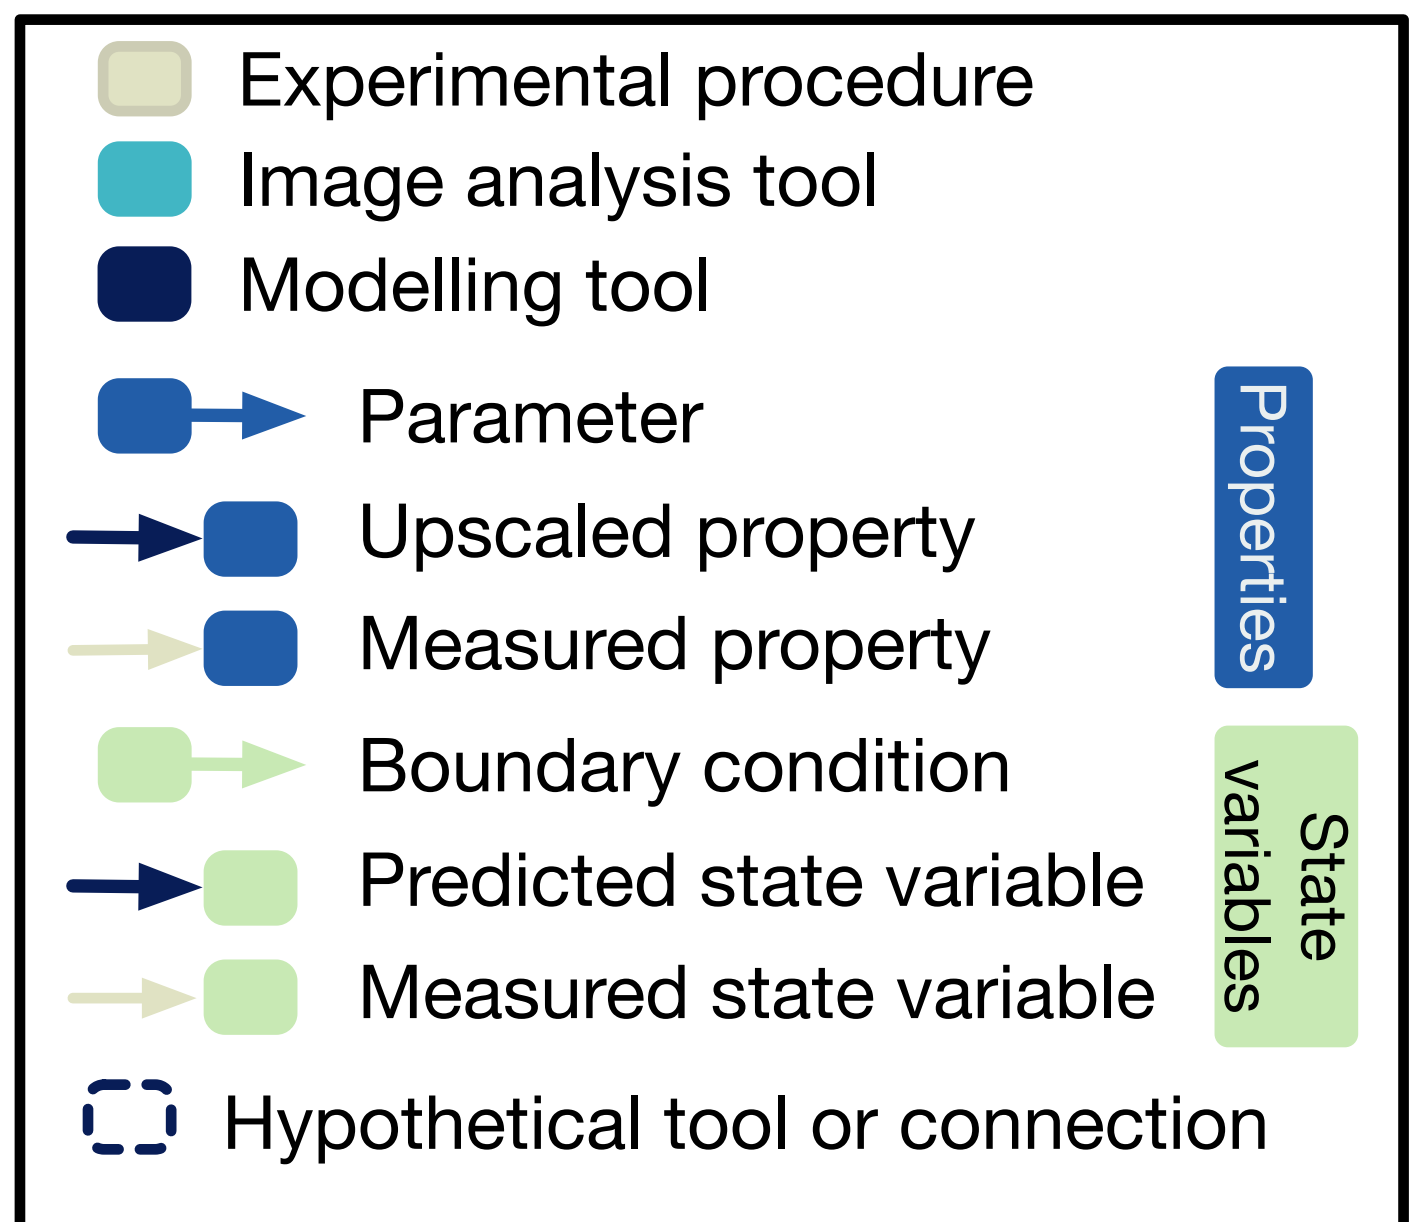 Experimental procedure
Image analysis tool
Modelling tool
Parameter
Upscaled property
Measured property
Properties
Boundary condition
Predicted state variable
Measured state variable
State
variables
Hypothetical tool or connection